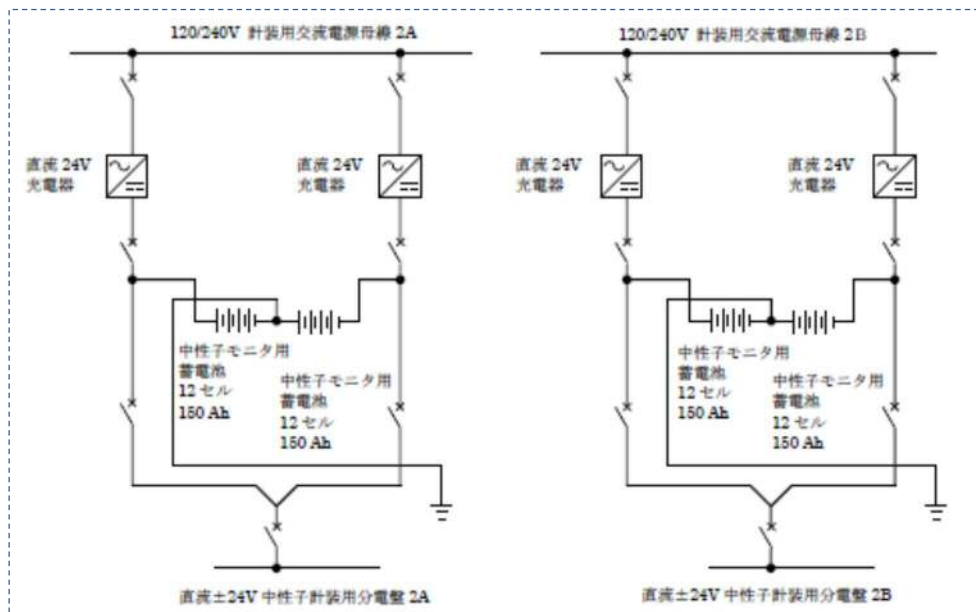 120/240V 計装用交流電源母線 2A
直流 24V
充電器
直流 24V
充電器
中性子モニタ用
蓄電池
12 セル
150 Ah
中性子モニタ用
蓄電池
12 セル
150 Ah
直流±24V 中性子計装用分電盤 2A
120/240V 計装用交流電源母線 2B
直流 24V
充電器
直流 24V
充電器
中性子モニタ用
蓄電池
12 セル
150 Ah
中性子モニタ用
蓄電池
12 セル
150 Ah
直流±24V 中性子計装用分電盤 2B